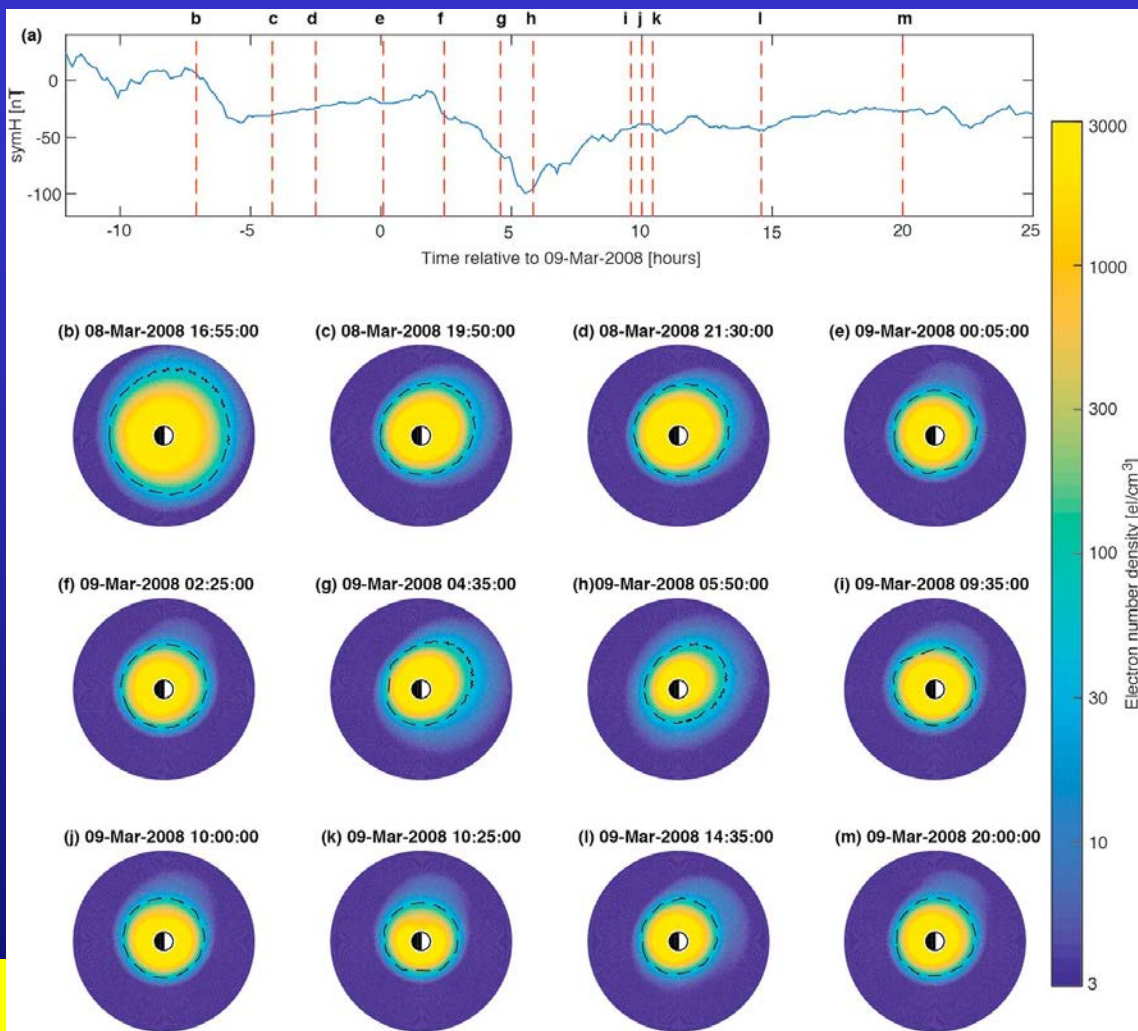 b c d e f g h i j k l m
(a)
0
-50
-100
symH [nT]
-10 -5 0 5 10 15 20 25
Time relative to 09-Mar-2008 [hours]
(b) 08-Mar-2008 16:55:00 (c) 08-Mar-2008 19:50:00 (d) 08-Mar-2008 21:30:00 (e) 09-Mar-2008 00:05:00
(f) 09-Mar-2008 02:25:00 (g) 09-Mar-2008 04:35:00 (h)09-Mar-2008 05:50:00 (i) 09-Mar-2008 09:35:00
(j) 09-Mar-2008 10:00:00 (k) 09-Mar-2008 10:25:00 (l) 09-Mar-2008 14:35:00 (m) 09-Mar-2008 20:00:00
3000
1000
300
100
30
10
3
Electron number density [el/cm³]